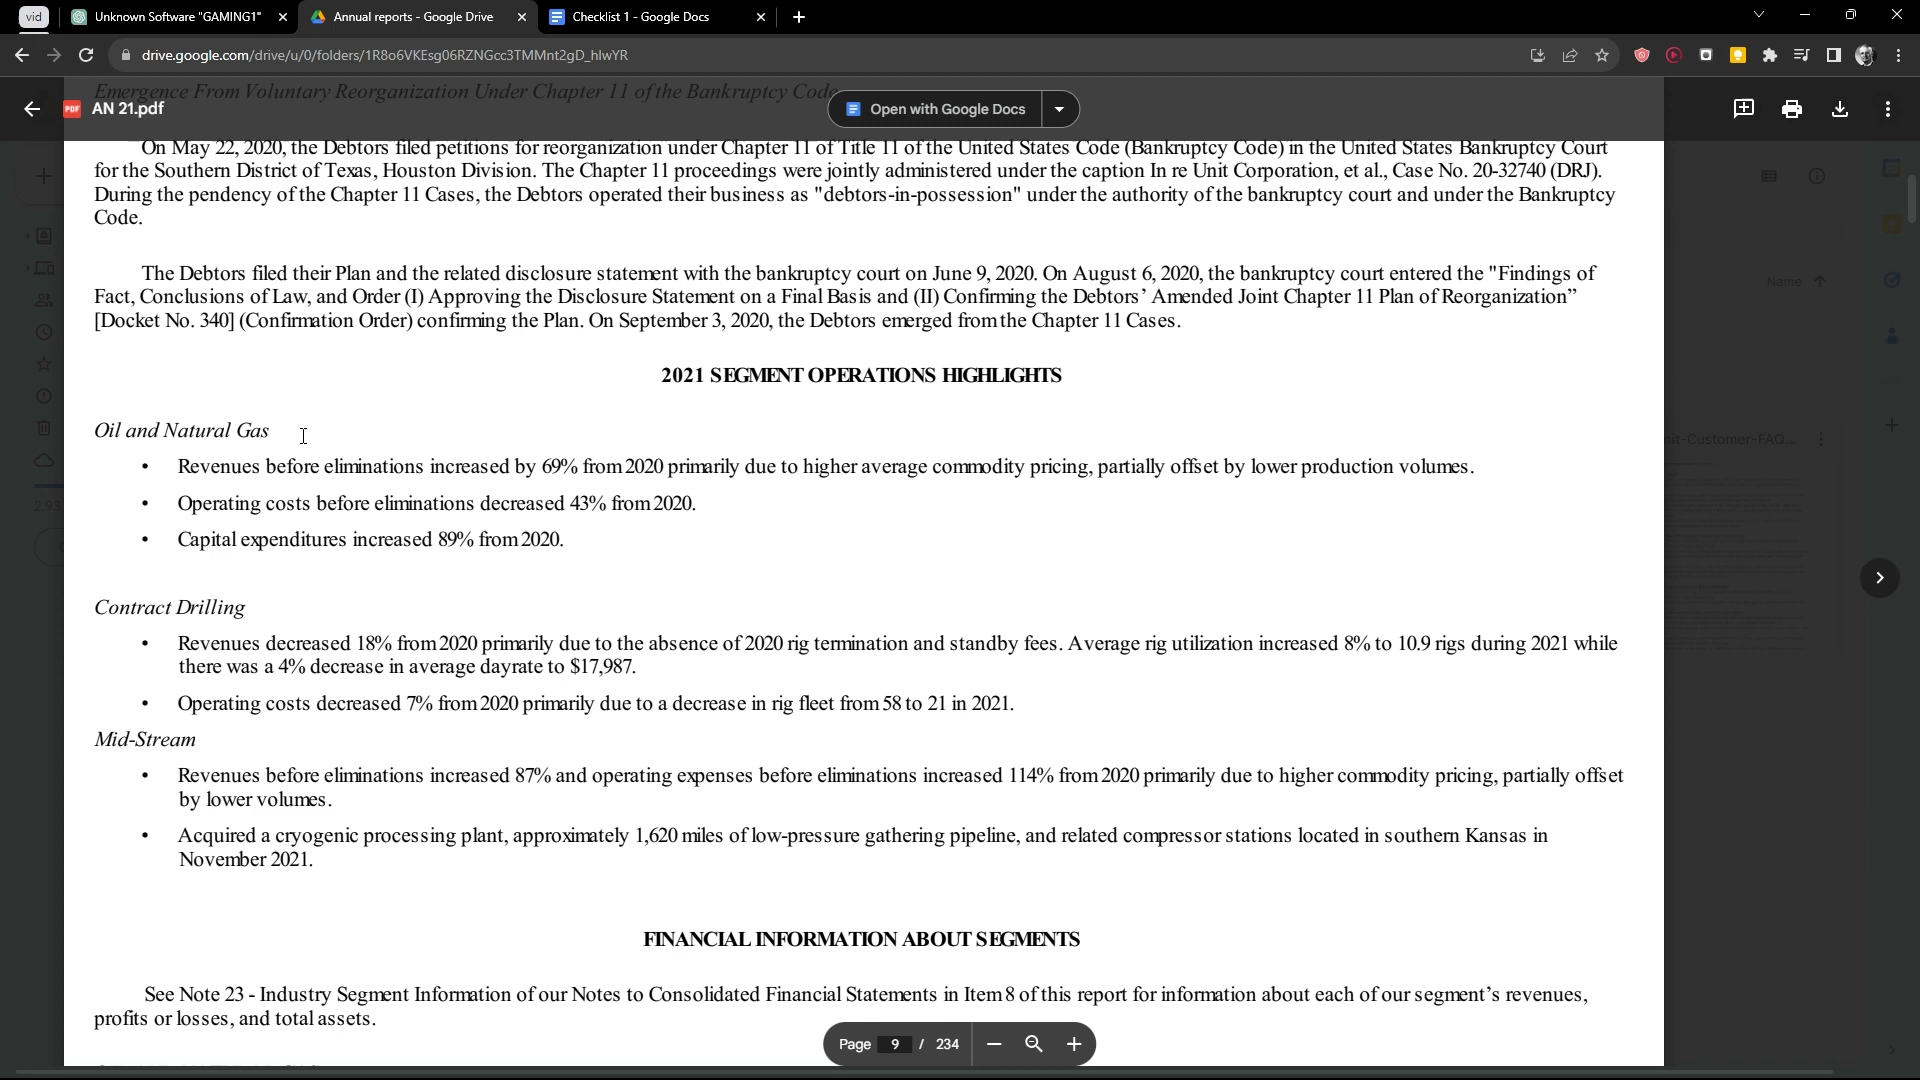 vid
Unknown Software "GAMING1"
Annual reports - Google Drive
Checklist 1 - Google Docs
drive.google.com/drive/u/0/folders/1R8o6VKEsg06RZNGcc3TMMnt2gD_hlwYR
Emergence From Voluntary Reorganization Under Chapter 11 of the Bankruptcy Code
PDF AN 21.pdf
Open with Google Docs
On May 22, 2020, the Debtors filed petitions for reorganization under Chapter 11 of Title 11 of the United States Code (Bankruptcy Code) in the United States Bankruptcy Court
for the Southern District of Texas, Houston Division. The Chapter 11 proceedings were jointly administered under the caption In re Unit Corporation, et al., Case No. 20-32740 (DRJ).
During the pendency of the Chapter 11 Cases, the Debtors operated their business as "debtors-in-possession" under the authority of the bankruptcy court and under the Bankruptcy
Code.
The Debtors filed their Plan and the related disclosure statement with the bankruptcy court on June 9, 2020. On August 6, 2020, the bankruptcy court entered the "Findings of
Fact, Conclusions of Law, and Order (I) Approving the Disclosure Statement on a Final Basis and (II) Confirming the Debtors’ Amended Joint Chapter 11 Plan of Reorganization”
[Docket No. 340] (Confirmation Order) confirming the Plan. On September 3, 2020, the Debtors emerged from the Chapter 11 Cases.
Name
2021 SEGMENT OPERATIONS HIGHLIGHTS
Oil and Natural Gas
nit-Customer-FAQ...
• Revenues before eliminations increased by 69% from 2020 primarily due to higher average commodity pricing, partially offset by lower production volumes.
• Operating costs before eliminations decreased 43% from 2020.
2.93
• Capital expenditures increased 89% from 2020.
Contract Drilling
• Revenues decreased 18% from 2020 primarily due to the absence of 2020 rig termination and standby fees. Average rig utilization increased 8% to 10.9 rigs during 2021 while
there was a 4% decrease in average dayrate to $17,987.
• Operating costs decreased 7% from 2020 primarily due to a decrease in rig fleet from 58 to 21 in 2021.
Mid-Stream
• Revenues before eliminations increased 87% and operating expenses before eliminations increased 114% from 2020 primarily due to higher commodity pricing, partially offset
by lower volumes.
• Acquired a cryogenic processing plant, approximately 1,620 miles of low-pressure gathering pipeline, and related compressor stations located in southern Kansas in
November 2021.
FINANCIAL INFORMATION ABOUT SEGMENTS
See Note 23 - Industry Segment Information of our Notes to Consolidated Financial Statements in Item 8 of this report for information about each of our segment’s revenues,
profits or losses, and total assets.
Page 9 / 234